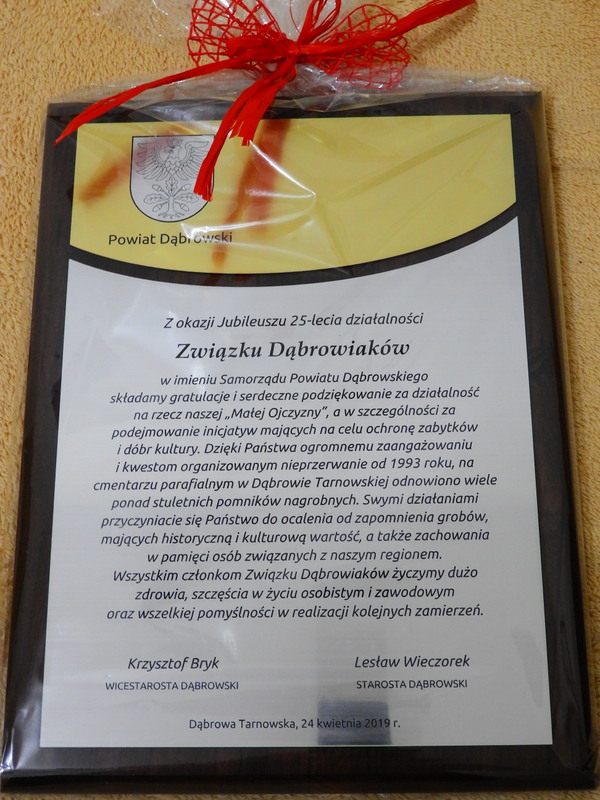 Powiat Dąbrowski
Z okazji Jubileuszu 25-lecia działalności
Związku Dąbrowiaków
w imieniu Samorządu Powiatu Dąbrowskiego
składamy gratulacje i serdeczne podziękowanie za działalność
na rzecz naszej „Małej Ojczyzny”, a w szczególności za
podejmowanie inicjatyw mających na celu ochronę zabytków
i dóbr kultury. Dzięki Państwa ogromnemu zaangażowaniu
i kwestom organizowanym nieprzerwanie od 1993 roku, na
cmentarzu parafialnym w Dąbrowie Tarnowskiej odnowiono wiele
ponad stuletnich pomników nagrobnych. Swymi działaniami
przyczyniacie się Państwo do ocalenia od zapomnienia grobów,
mających historyczną i kulturową wartość, a także zachowania
w pamięci osób związanych z naszym regionem.
Wszystkim członkom Związku Dąbrowiaków życzymy dużo
zdrowia, szczęścia w życiu osobistym i zawodowym
oraz wszelkiej pomyślności w realizacji kolejnych zamierzeń.
Krzysztof Bryk
WICESTAROSTA DĄBROWSKI
Lesław Wieczorek
STAROSTA DĄBROWSKI
Dąbrowa Tarnowska, 24 kwietnia 2019 r.